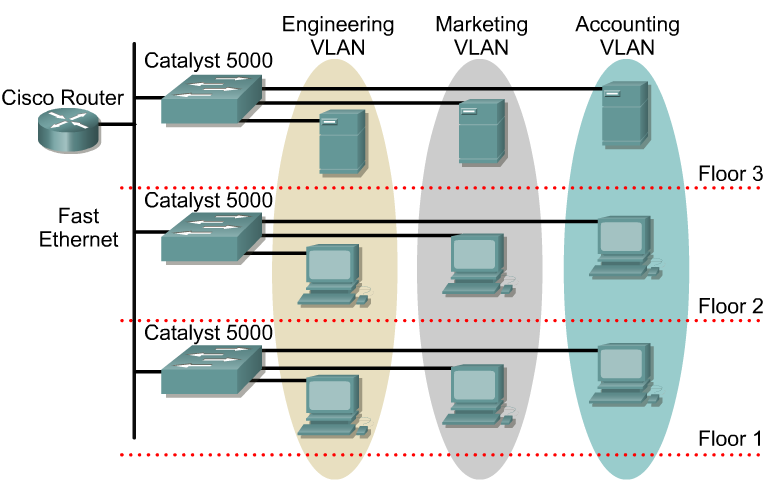 Engineering
VLAN
Marketing
VLAN
Accounting
VLAN
Catalyst 5000
Cisco Router
Floor 3
Catalyst 5000
Fast
Ethernet
Floor 2
Catalyst 5000
Floor 1